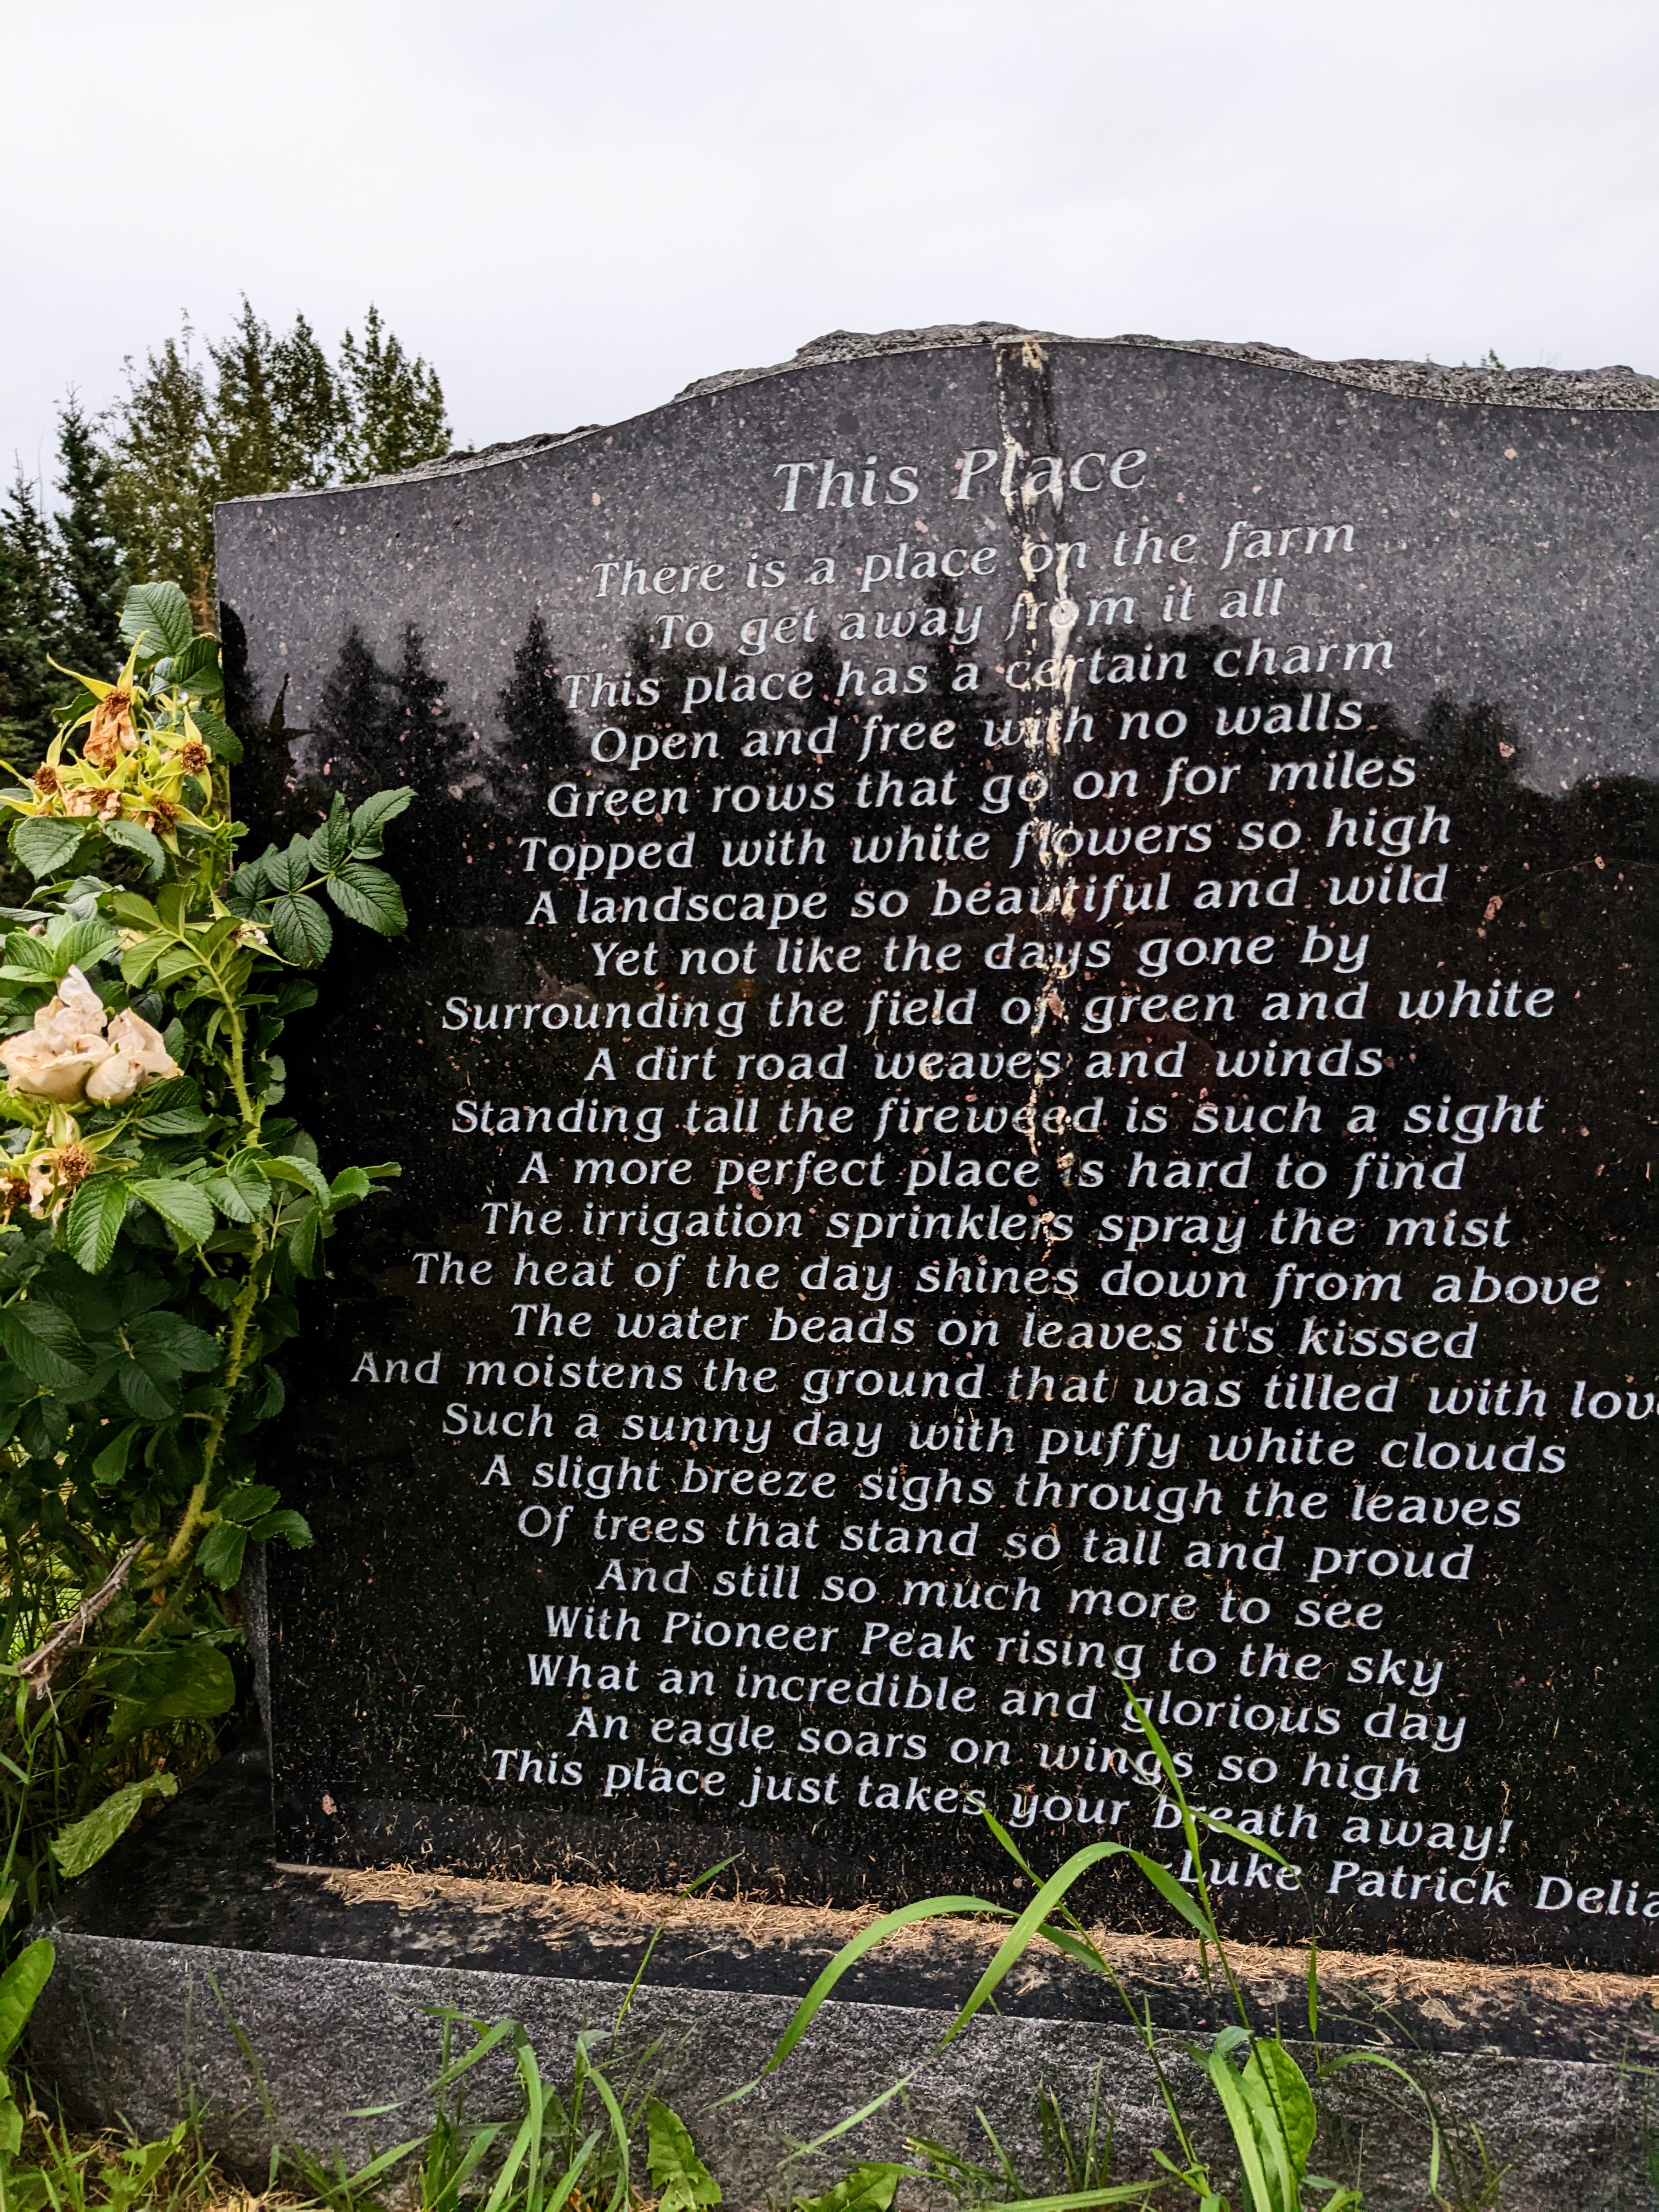 This Place
There is a place on the farm
To get away from it all
This place has a certain charm
Open and free with no walls
Green rows that go on for miles
Topped with white flowers so high
A landscape so beautiful and wild
Yet not like the days gone by
Surrounding the field of green and white
A dirt road weaves and winds
Standing tall the fireweed is such a sight
A more perfect place is hard to find
The irrigation sprinklers spray the mist
The heat of the day shines down from above
The water beads on leaves it's kissed
And moistens the ground that was tilled with love
Such a sunny day with puffy white clouds
A slight breeze sighs through the leaves
Of trees that stand so tall and proud
And still so much more to see
With Pioneer Peak rising to the sky
What an incredible and glorious day
An eagle soars on wings so high
This place just takes your breath away!
~Luke Patrick